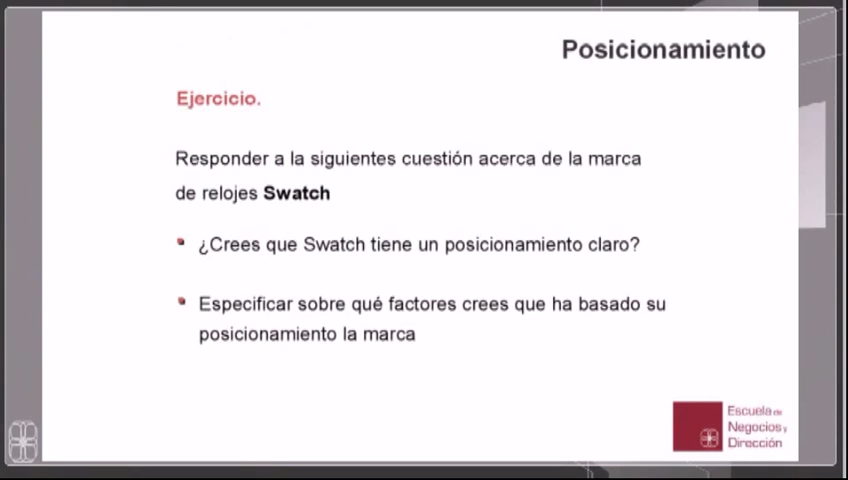 Posicionamiento
Ejercicio.
Responder a la siguientes cuestión acerca de la marca
de relojes Swatch
¿Crees que Swatch tiene un posicionamiento claro?
Especificar sobre qué factores crees que ha basado su
posicionamiento la marca
Escuela de
Negocios y
Dirección